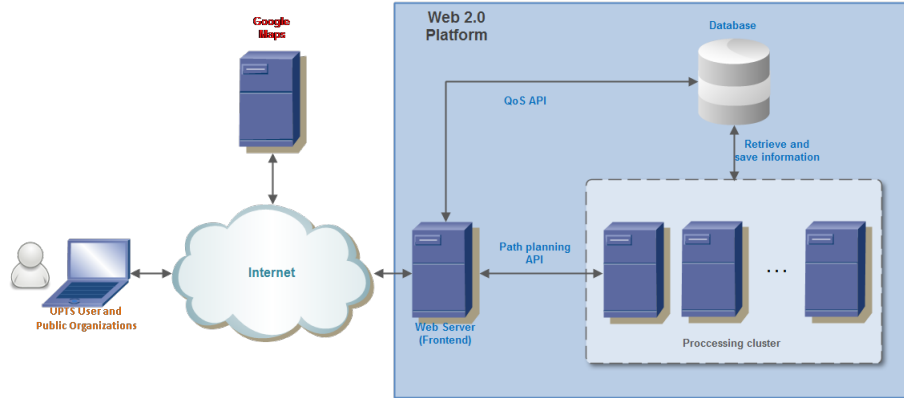 Google
Maps
Web 2.0
Platform
Database
QoS API
Retrieve and
save information
Internet
Path planning
API
UPTS User and
Public Organizations
Web Server
(Frontend)
...
Proccessing cluster